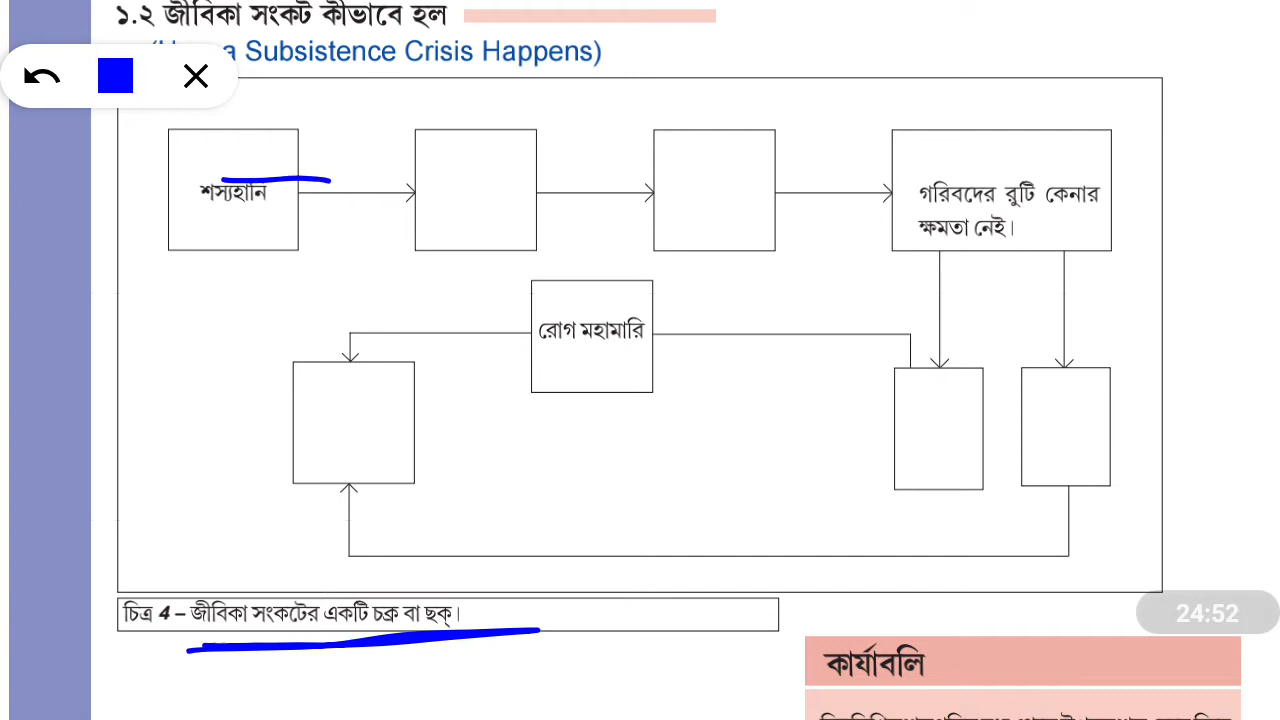 ১.২ জীবিকা সংকট কীভাবে হল
a Subsistence Crisis Happens)
শস্যহানি
গরিবদের রুটি কেনার
ক্ষমতা নেই।
রোগ মহামারি
চিত্র 4 – জীবিকা সংকটের একটি চক্র বা ছক্।
24:52
কার্যাবলি